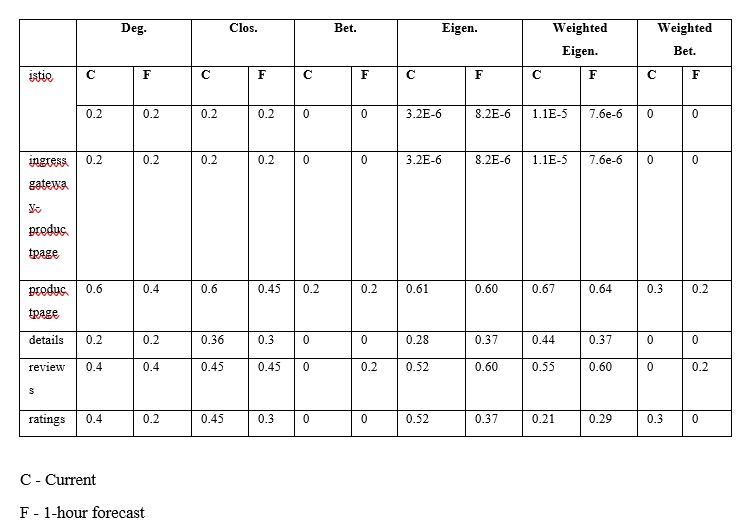 Deg. Clos. Bet. Eigen. Weighted Eigen. Weighted Bet.
istio C F C F C F C F C F C F
0.2 0.2 0.2 0.2 0 0 3.2E-6 8.2E-6 1.1E-5 7.6e-6 0 0
ingress gateway-productpage 0.2 0.2 0.2 0.2 0 0 3.2E-6 8.2E-6 1.1E-5 7.6e-6 0 0
productpage 0.6 0.4 0.6 0.45 0.2 0.2 0.61 0.60 0.67 0.64 0.3 0.2
details 0.2 0.2 0.36 0.3 0 0 0.28 0.37 0.44 0.37 0 0
reviews 0.4 0.4 0.45 0.45 0 0.2 0.52 0.60 0.55 0.60 0 0.2
ratings 0.4 0.2 0.45 0.3 0 0 0.52 0.37 0.21 0.29 0.3 0
C - Current
F - 1-hour forecast